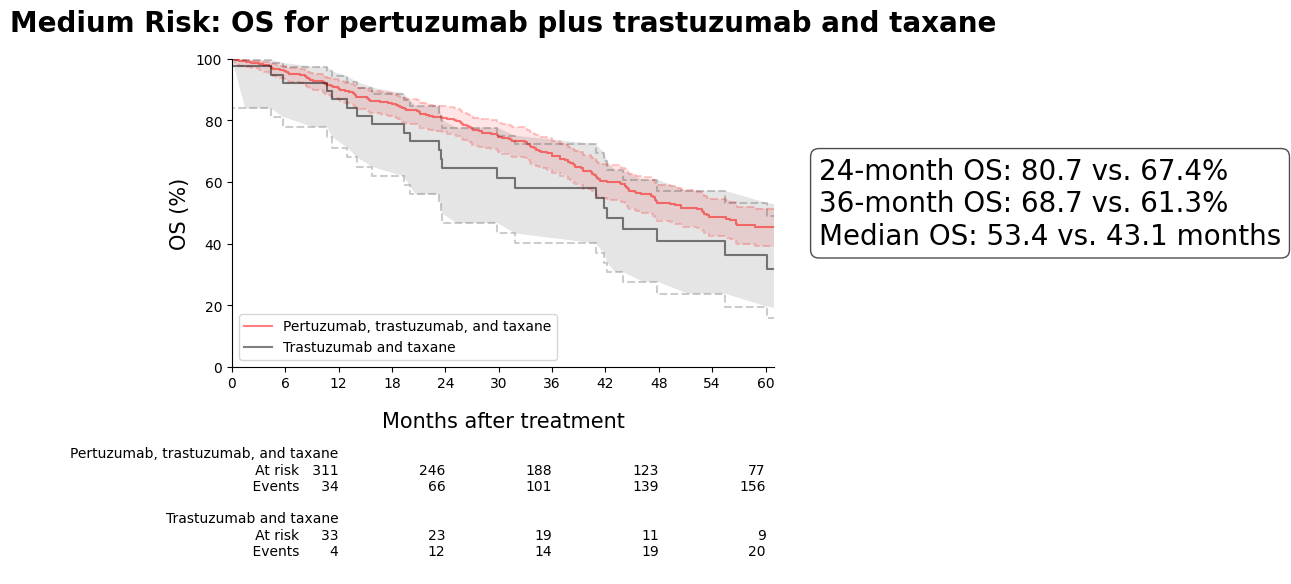 Medium Risk: OS for pertuzumab plus trastuzumab and taxane
100
80
60
40
20
0
OS (%)
Pertuzumab, trastuzumab, and taxane
Trastuzumab and taxane
0 6 12 18 24 30 36 42 48 54 60
Months after treatment
24-month OS: 80.7 vs. 67.4%
36-month OS: 68.7 vs. 61.3%
Median OS: 53.4 vs. 43.1 months
Pertuzumab, trastuzumab, and taxane
At risk 311 246 188 123 77
Events 34 66 101 139 156
Trastuzumab and taxane
At risk 33 23 19 11 9
Events 4 12 14 19 20